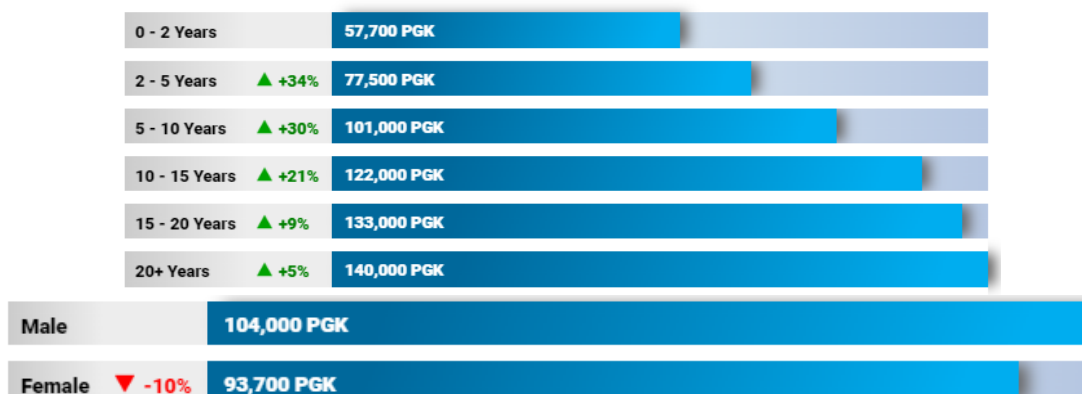 0 - 2 Years 57,700 PGK
2 - 5 Years ▲ +34% 77,500 PGK
5 - 10 Years ▲ +30% 101,000 PGK
10 - 15 Years ▲ +21% 122,000 PGK
15 - 20 Years ▲ +9% 133,000 PGK
20+ Years ▲ +5% 140,000 PGK
Male 104,000 PGK
Female ▼ -10% 93,700 PGK